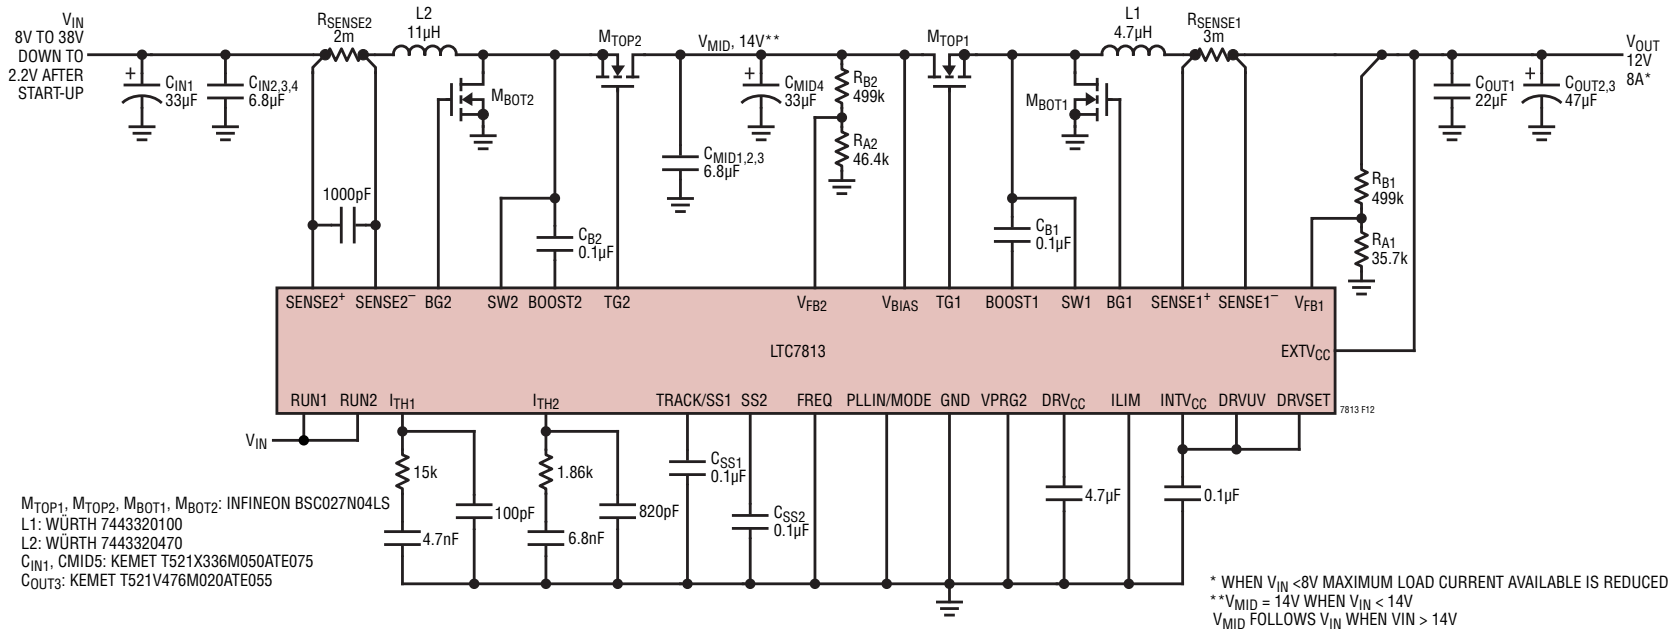 VIN
8V TO 38V
DOWN TO
2.2V AFTER
START-UP
RSENSE2
2m
L2
11µH
MTOP2
VMID, 14V**
MTOP1
L1
4.7µH
RSENSE1
3m
VOUT
12V
8A*
+
CIN1
33µF
CIN2,3,4
6.8µF
MBOT2
+
CMID4
33µF
RB2
499k
MBOT1
COUT1
22µF
+
COUT2,3
47µF
CMID1,2,3
6.8µF
RA2
46.4k
1000pF
CB2
0.1µF
CB1
0.1µF
RB1
499k
RA1
35.7k
SENSE2+
SENSE2–
BG2
SW2
BOOST2
TG2
VFB2
VBIAS
TG1
BOOST1
SW1
BG1
SENSE1+
SENSE1–
VFB1
LTC7813
EXTVCC
RUN1
RUN2
ITH1
ITH2
TRACK/SS1
SS2
FREQ
PLLIN/MODE
GND
VPRG2
DRVCC
ILIM
INTVCC
DRVUV
DRVSET
7813 F12
VIN
15k
100pF
4.7nF
1.86k
820pF
6.8nF
CSS1
0.1µF
CSS2
0.1µF
4.7µF
0.1µF
MTOP1, MTOP2, MBOT1, MBOT2: INFINEON BSC027N04LS
L1: WÜRTH 7443320100
L2: WÜRTH 7443320470
CIN1, CMID5: KEMET T521X336M050ATE075
COUT3: KEMET T521V476M020ATE055
* WHEN VIN <8V MAXIMUM LOAD CURRENT AVAILABLE IS REDUCED
**VMID = 14V WHEN VIN < 14V
VMID FOLLOWS VIN WHEN VIN > 14V